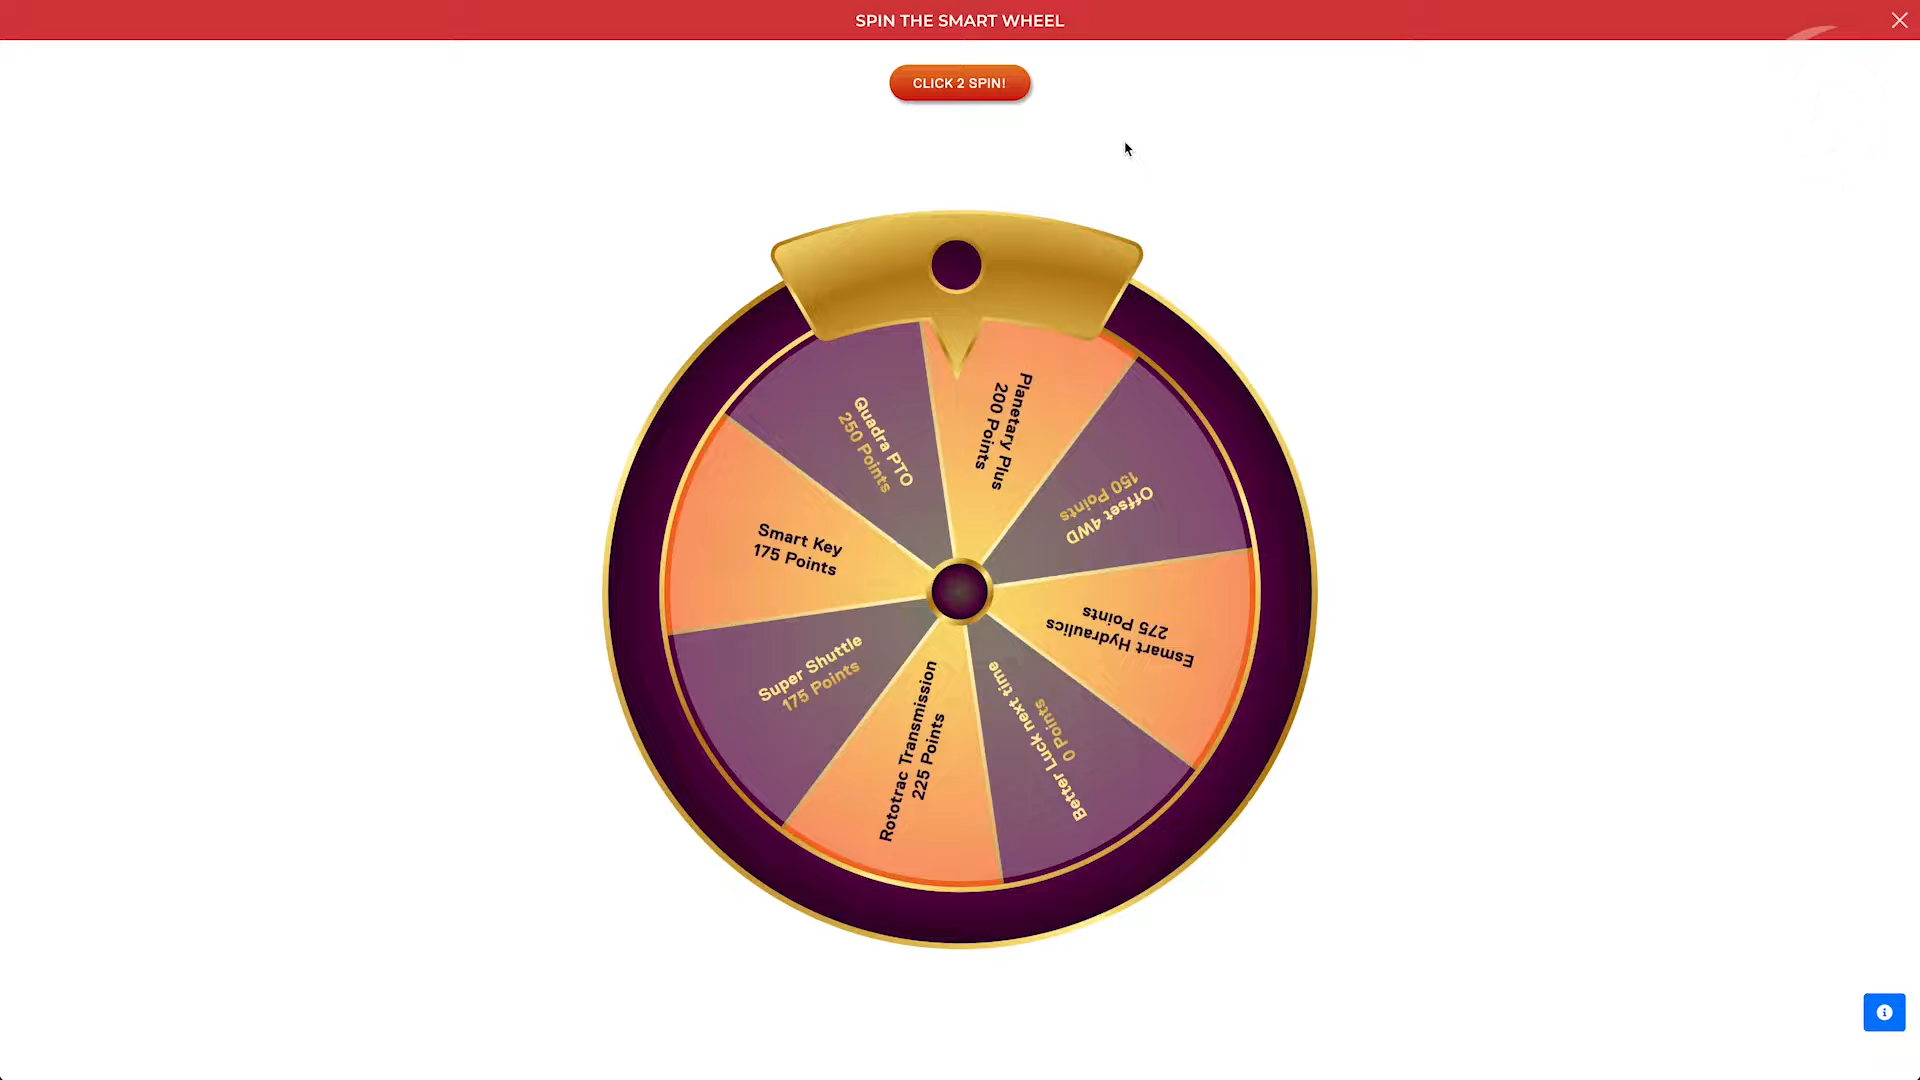 SPIN THE SMART WHEEL
CLICK 2 SPIN!
Planetary Plus
200 Points
Offset 4WD
150 Points
Esmart Hydraulics
275 Points
Better Luck next time
0 Points
Rototrac Transmission
225 Points
Super Shuttle
175 Points
Smart Key
175 Points
Quadra PTO
250 Points